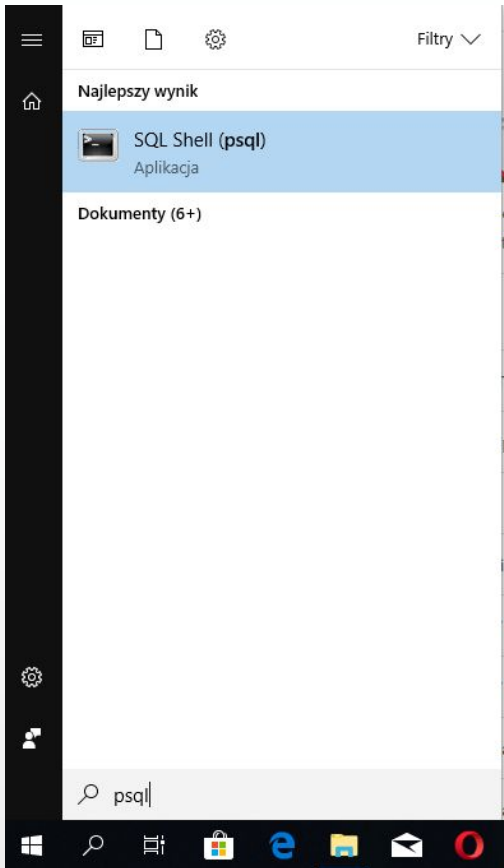 Filtry
Najlepszy wynik
SQL Shell (psql)
Aplikacja
Dokumenty (6+)
psql